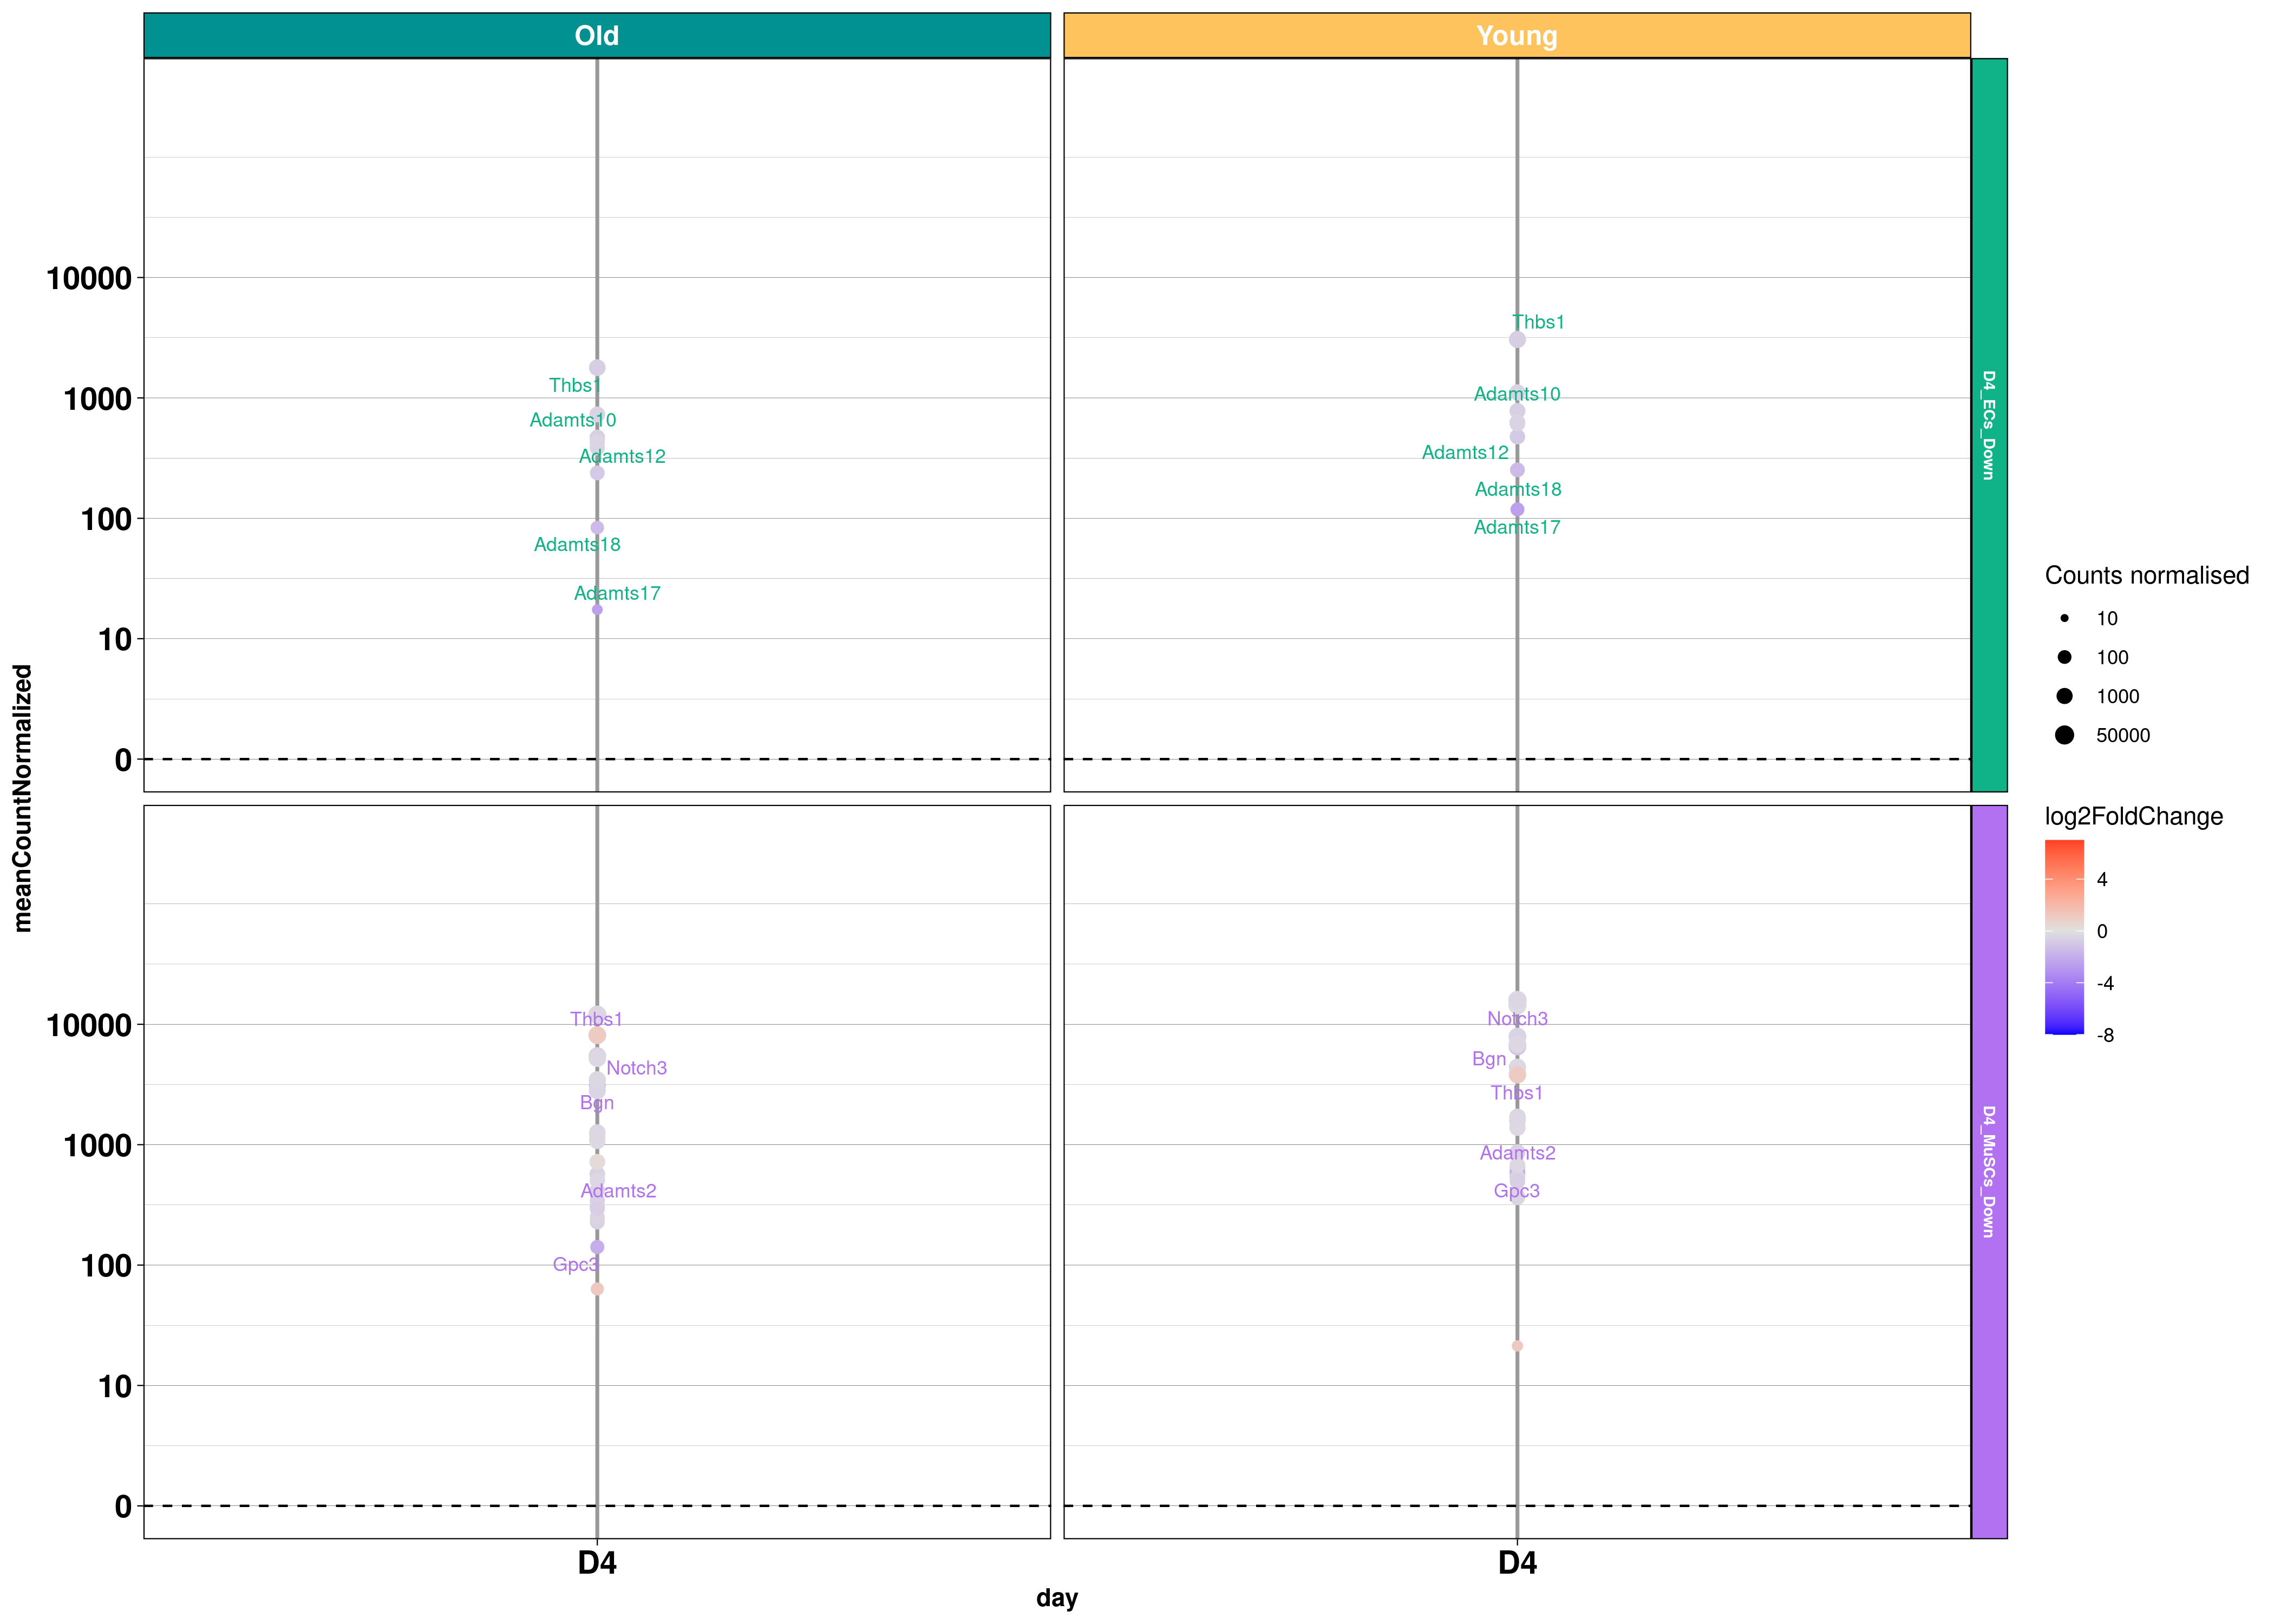 Old
Young
10000
1000
100
10
0
Thbs1
Adamts10
Adamts12
Adamts18
Adamts17
Thbs1
Adamts10
Adamts12
Adamts18
Adamts17
D4_ECs_Down
meanCountNormalized
10000
1000
100
10
0
Thbs1
Notch3
Bgn
Adamts2
Gpc3
Notch3
Bgn
Thbs1
Adamts2
Gpc3
D4_MuSCs_Down
D4
D4
day
Counts normalised
10
100
1000
50000
log2FoldChange
4
0
-4
-8